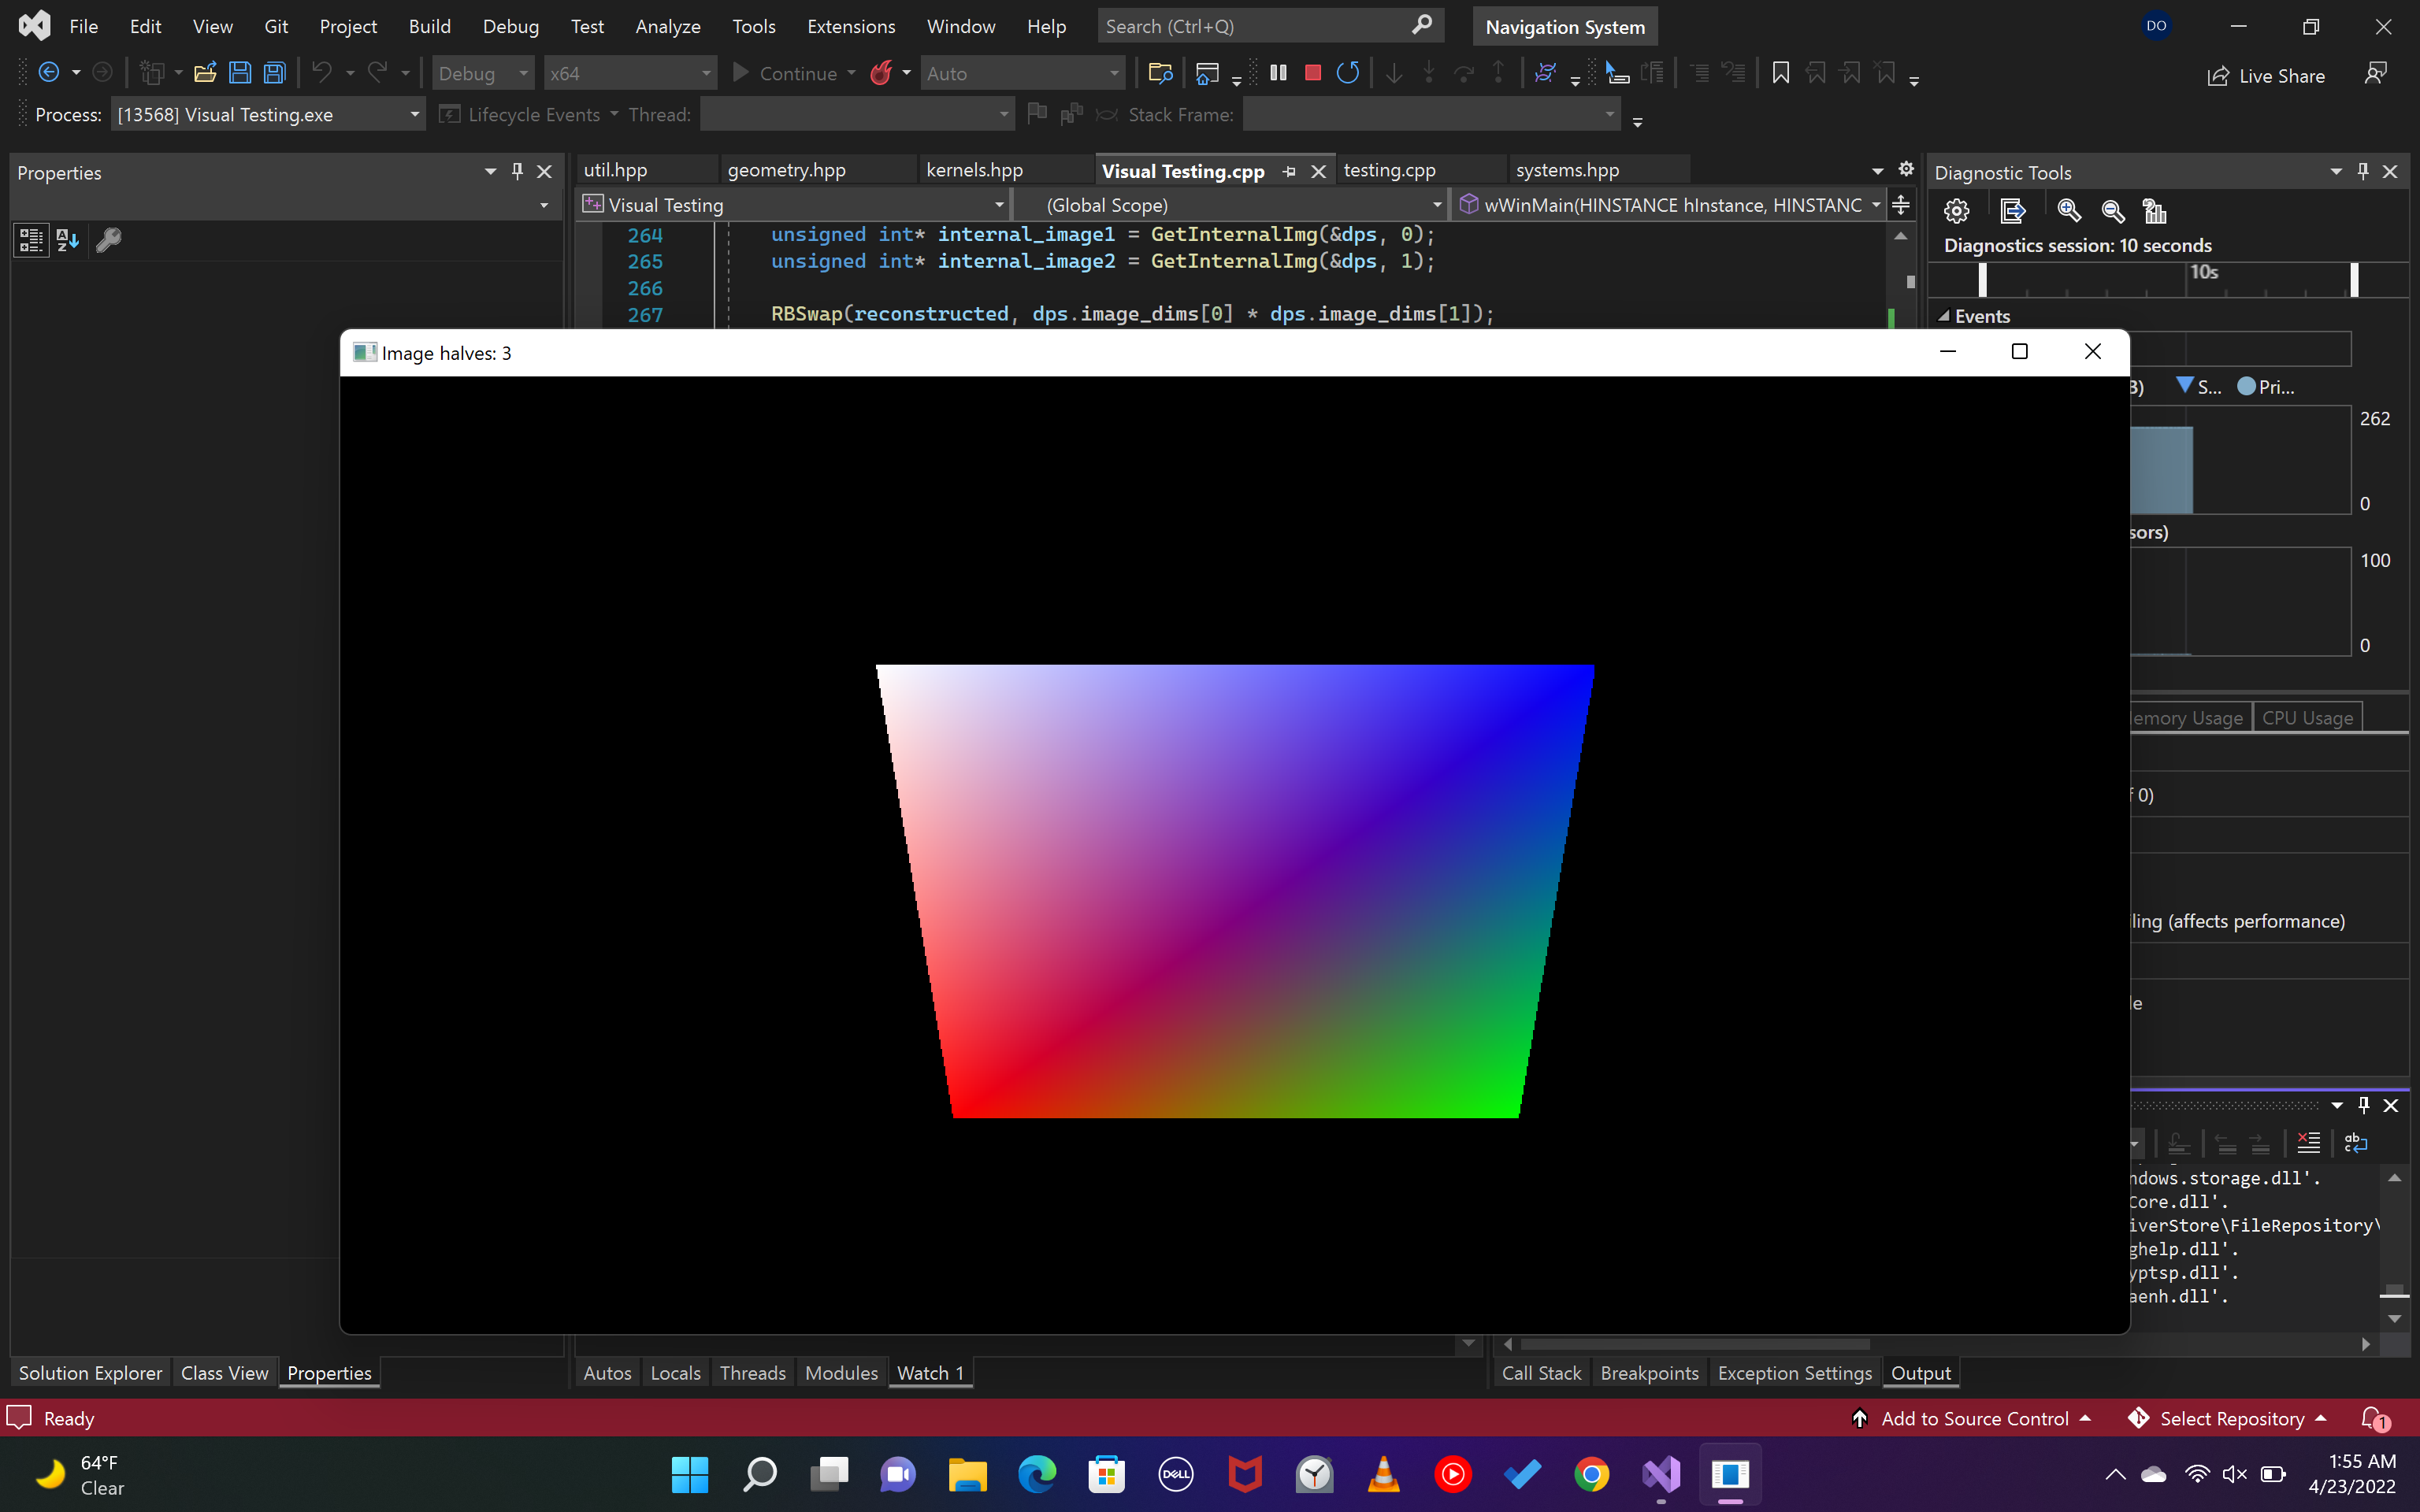 File Edit View Git Project Build Debug Test Analyze Tools Extensions Window Help Search (Ctrl+Q) Navigation System DO
Debug x64 Continue Auto Live Share
Process: [13568] Visual Testing.exe Lifecycle Events Thread: Stack Frame:
Properties
util.hpp geometry.hpp kernels.hpp Visual Testing.cpp testing.cpp systems.hpp
Visual Testing (Global Scope) wWinMain(HINSTANCE hInstance, HINSTANC
264 unsigned int* internal_image1 = GetInternalImg(&dps, 0);
265 unsigned int* internal_image2 = GetInternalImg(&dps, 1);
266
267 RBSwap(reconstructed, dps.image_dims[0] * dps.image_dims[1]);
Diagnostic Tools
Diagnostics session: 10 seconds
10s
Events
Image halves: 3
B) S... Pri...
262
0
sors)
100
0
emory Usage CPU Usage
f 0)
ling (affects performance)
le
ndows.storage.dll'.
Core.dll'.
iverStore\FileRepository\
ghelp.dll'.
yptsp.dll'.
aenh.dll'.
Solution Explorer Class View Properties Autos Locals Threads Modules Watch 1 Call Stack Breakpoints Exception Settings Output
Ready Add to Source Control Select Repository 1
64°F
Clear
DELL
1:55 AM
4/23/2022